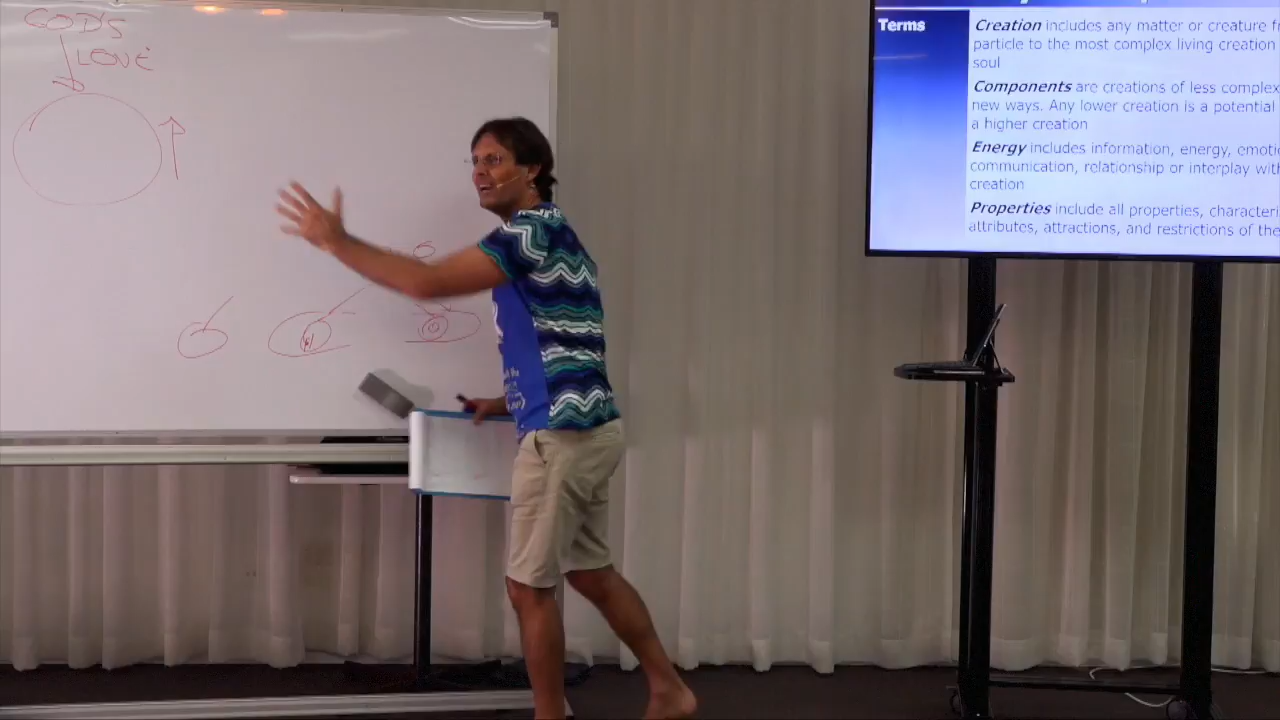 GOD'S
LOVE
Terms
Creation includes any matter or creature fr
particle to the most complex living creation
soul
Components are creations of less complex
new ways. Any lower creation is a potential
a higher creation
Energy includes information, energy, emotio
communication, relationship or interplay with
creation
Properties include all properties, characteri
attributes, attractions, and restrictions of the